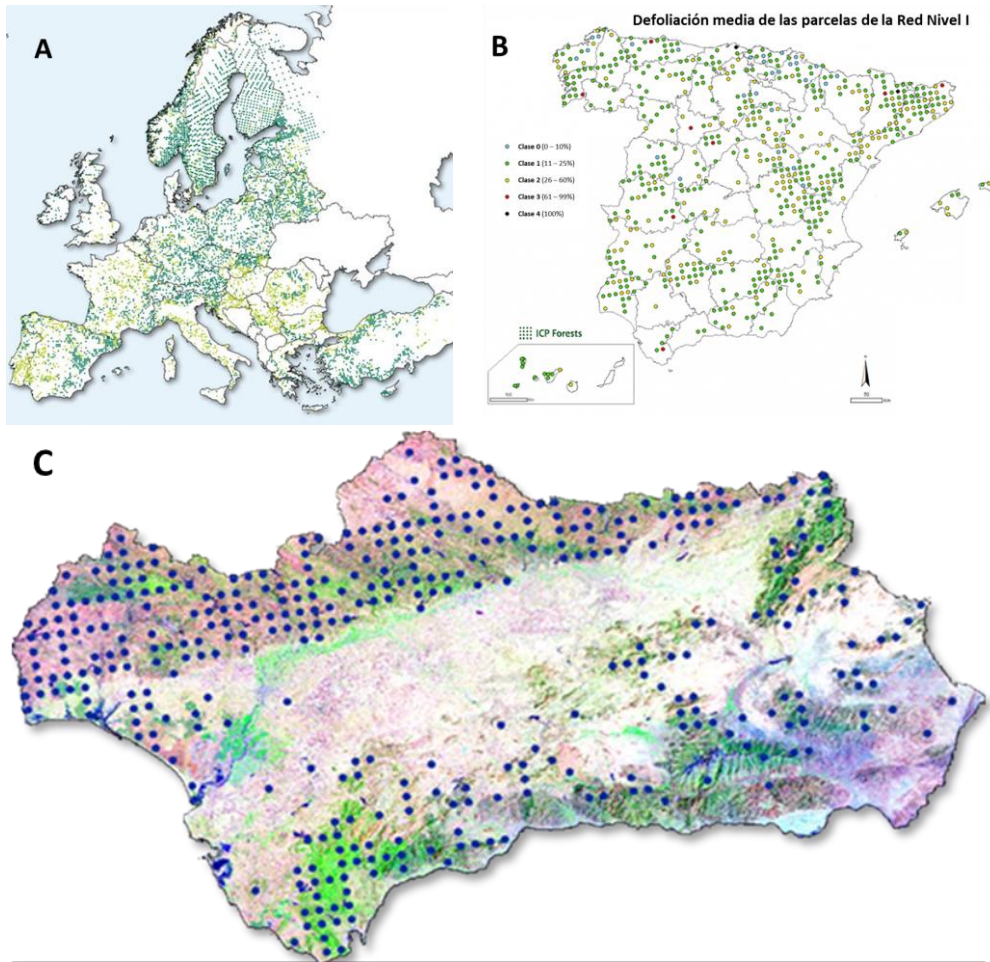 A
B
Defoliación media de las parcelas de la Red Nivel I
Clase 0 (0 – 10%)
Clase 1 (11 – 25%)
Clase 2 (26 – 60%)
Clase 3 (61 – 99%)
Clase 4 (100%)
ICP Forests
C